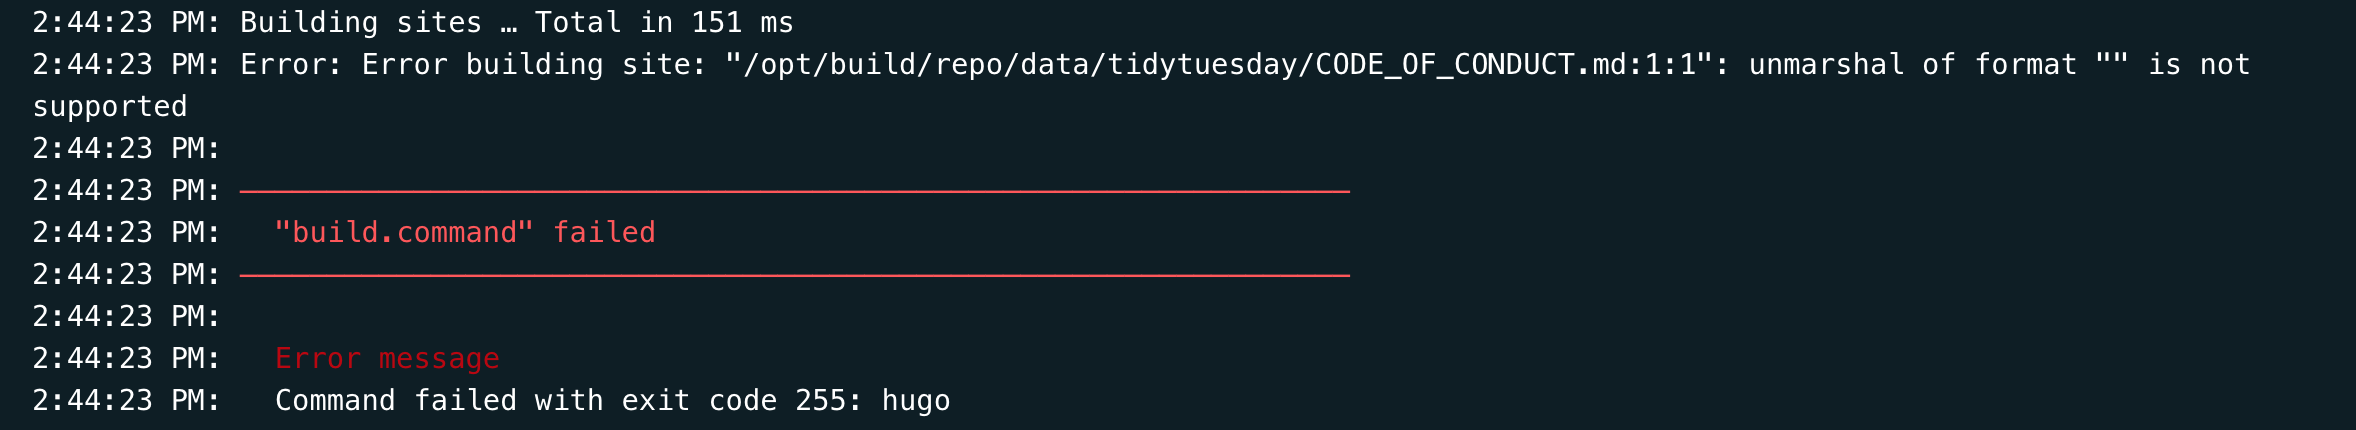 2:44:23 PM: Building sites … Total in 151 ms
2:44:23 PM: Error: Error building site: "/opt/build/repo/data/tidytuesday/CODE_OF_CONDUCT.md:1:1": unmarshal of format "" is not
supported
2:44:23 PM:
2:44:23 PM: ────────────────────────────────────────────────────────────────
2:44:23 PM:   "build.command" failed
2:44:23 PM: ────────────────────────────────────────────────────────────────
2:44:23 PM:
2:44:23 PM:   Error message
2:44:23 PM:   Command failed with exit code 255: hugo